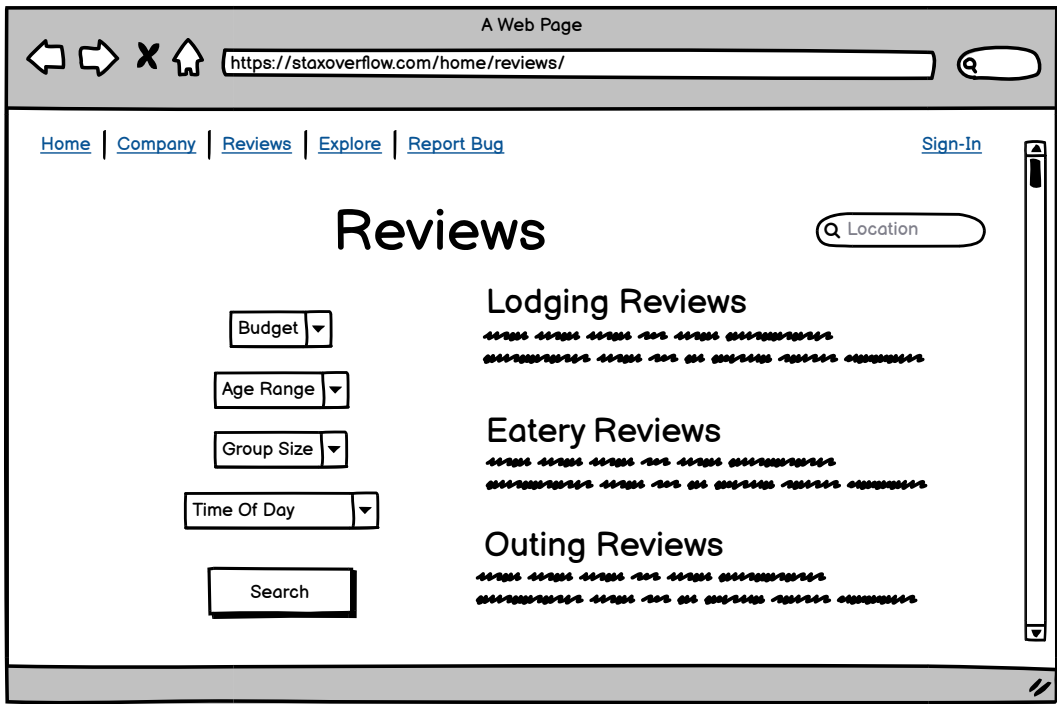 A Web Page
https://staxoverflow.com/home/reviews/
Home Company Reviews Explore Report Bug Sign-In
Reviews
Location
Budget
Age Range
Group Size
Time Of Day
Search
Lodging Reviews
Eatery Reviews
Outing Reviews